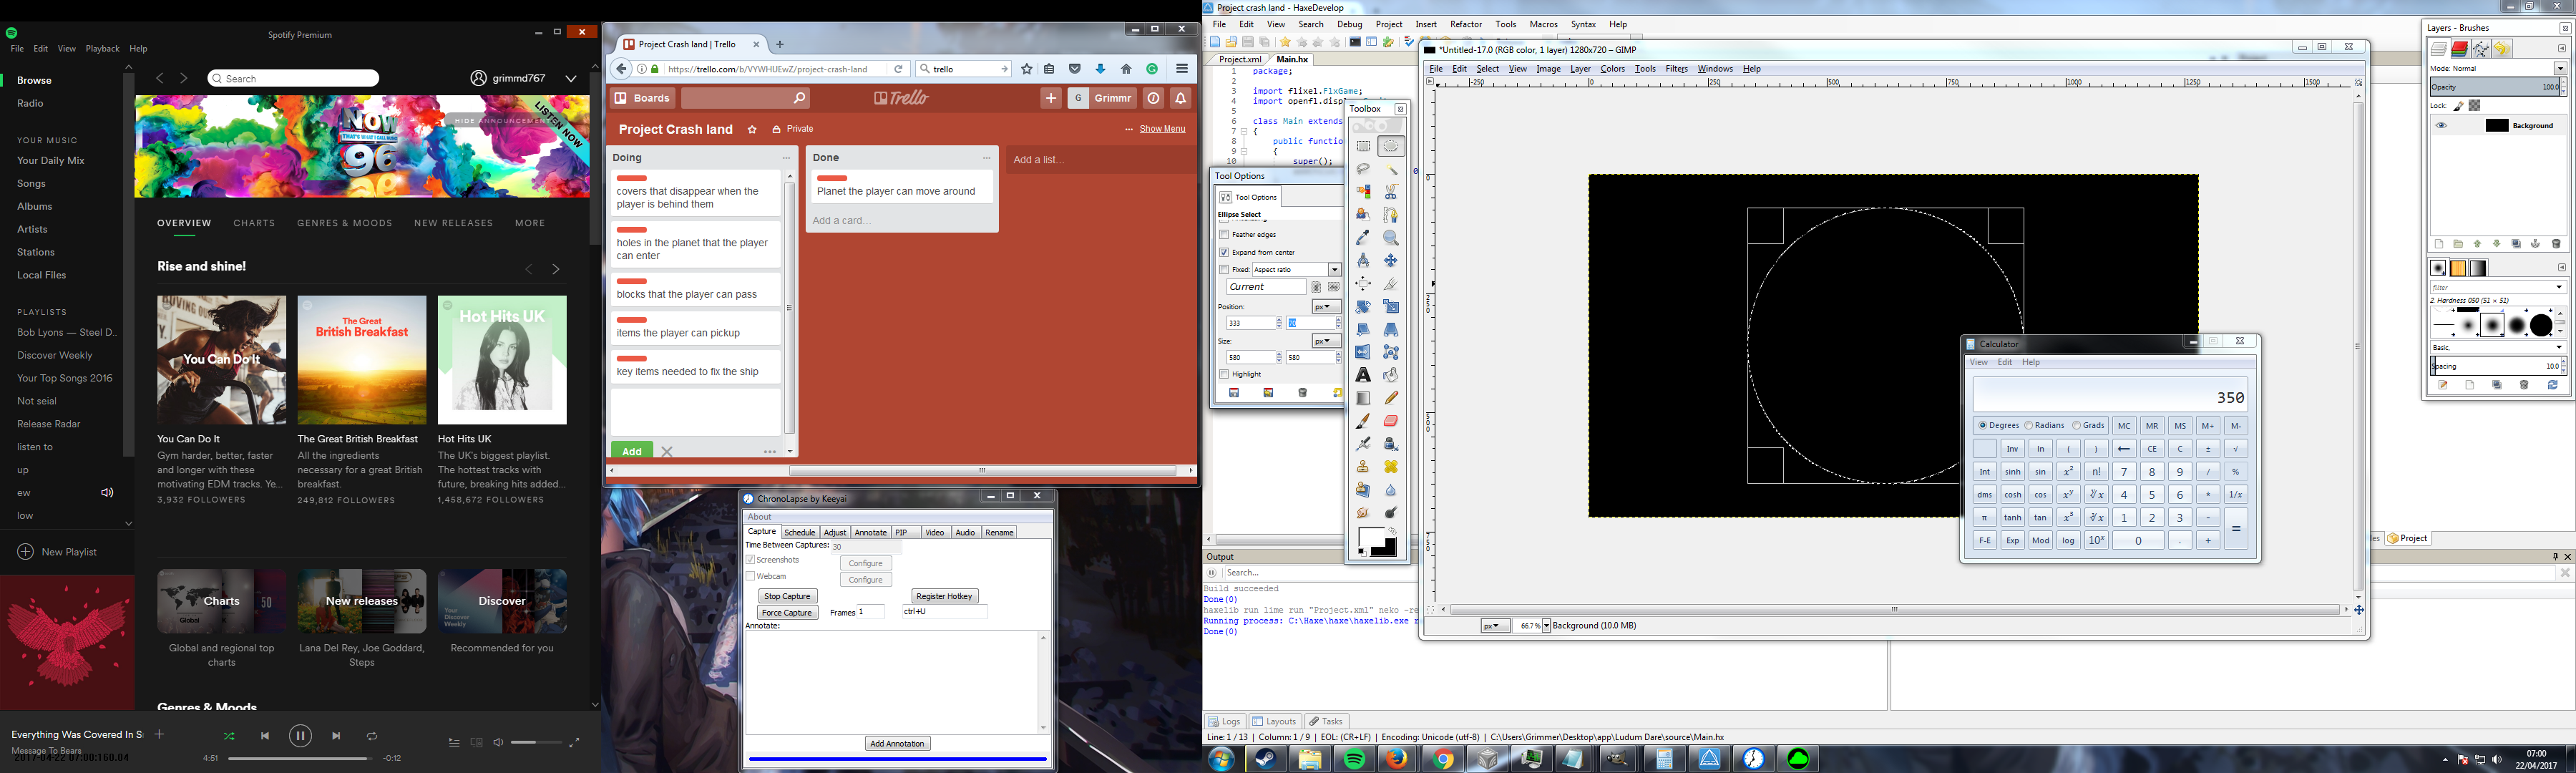 Spotify Premium
File Edit View Playback Help
Browse
Radio
YOUR MUSIC
Your Daily Mix
Songs
Albums
Artists
Stations
Local Files
PLAYLISTS
Bob Lyons — Steel D..
Discover Weekly
Your Top Songs 2016
Not seial
Release Radar
listen to
up
ew
low
New Playlist
Search
grimmd767
NOW
THAT'S WHAT I CALL MUSIC
96
LISTEN NOW
OVERVIEW CHARTS GENRES & MOODS NEW RELEASES MORE
Rise and shine!
You Can Do It
The Great
British Breakfast
Hot Hits UK
You Can Do It
Gym harder, better, faster
and longer with these
motivating EDM tracks. Ye...
3,932 FOLLOWERS
The Great British Breakfast
All the ingredients
necessary for a great British
breakfast.
249,812 FOLLOWERS
Hot Hits UK
The UK's biggest playlist.
The hottest tracks with
future, breaking hits added...
1,458,672 FOLLOWERS
Charts
New releases
Discover
Global and regional top
charts
Lana Del Rey, Joe Goddard,
Steps
Recommended for you
Genres & Moods
Everything Was Covered In S
Message To Bears
2017-04-22 07:00:160.04
4:51
-0:12
Project Crash land | Trello
https://trello.com/b/VYWHUEwZ/project-crash-land
trello
Boards
Trello
G Grimmr
Project Crash land
Private
Show Menu
Doing
covers that disappear when the
player is behind them
holes in the planet that the player
can enter
blocks that the player can pass
items the player can pickup
key items needed to fix the ship
Add
Done
Planet the player can move around
Add a card...
Add a list...
ChronoLapse by Keeyai
About
Capture Schedule Adjust Annotate PIP Video Audio Rename
Time Between Captures: 30
Screenshots Configure
Webcam Configure
Stop Capture Register Hotkey
Force Capture Frames 1 ctrl+U
Annotate:
Add Annotation
Project crash land - HaxeDevelop
File Edit View Search Debug Project Insert Refactor Tools Macros Syntax Help
Project.xml Main.hx
1 package;
2
3 import flixel.FlxGame;
4 import openfl.disp
5
6 class Main extends
7 {
8 public functio
9 {
10 super();
Tool Options
Tool Options
Ellipse Select
Feather edges
Expand from center
Fixed: Aspect ratio
Current
Position: px
333 70
Size: px
580 580
Highlight
Toolbox
*Untitled-17.0 (RGB color, 1 layer) 1280x720 – GIMP
File Edit Select View Image Layer Colors Tools Filters Windows Help
-250 0 250 500 750 1000 1250 1500
px 66.7 % Background (10.0 MB)
Calculator
View Edit Help
350
Degrees Radians Grads MC MR MS M+ M-
Inv ln ( ) ← CE C ± √
Int sinh sin x² n! 7 8 9 / %
dms cosh cos xʸ ʸ√x 4 5 6 * 1/x
π tanh tan x³ ³√x 1 2 3 - =
F-E Exp Mod log 10ˣ 0 . +
Layers - Brushes
Mode: Normal
Opacity 100.0
Lock:
Background
filter
2. Hardness 050 (51 × 51)
Basic,
Spacing 10.0
Project
Output
Search...
Build succeeded
Done(0)
haxelib run lime run "Project.xml" neko -re
Running process: C:\Haxe\haxe\haxelib.exe r
Done(0)
Logs Layouts Tasks
Line: 1 / 13 | Column: 1 / 9 | EOL: (CR+LF) | Encoding: Unicode (utf-8) | C:\Users\Grimmer\Desktop\app\Ludum Dare\source\Main.hx
07:00
22/04/2017